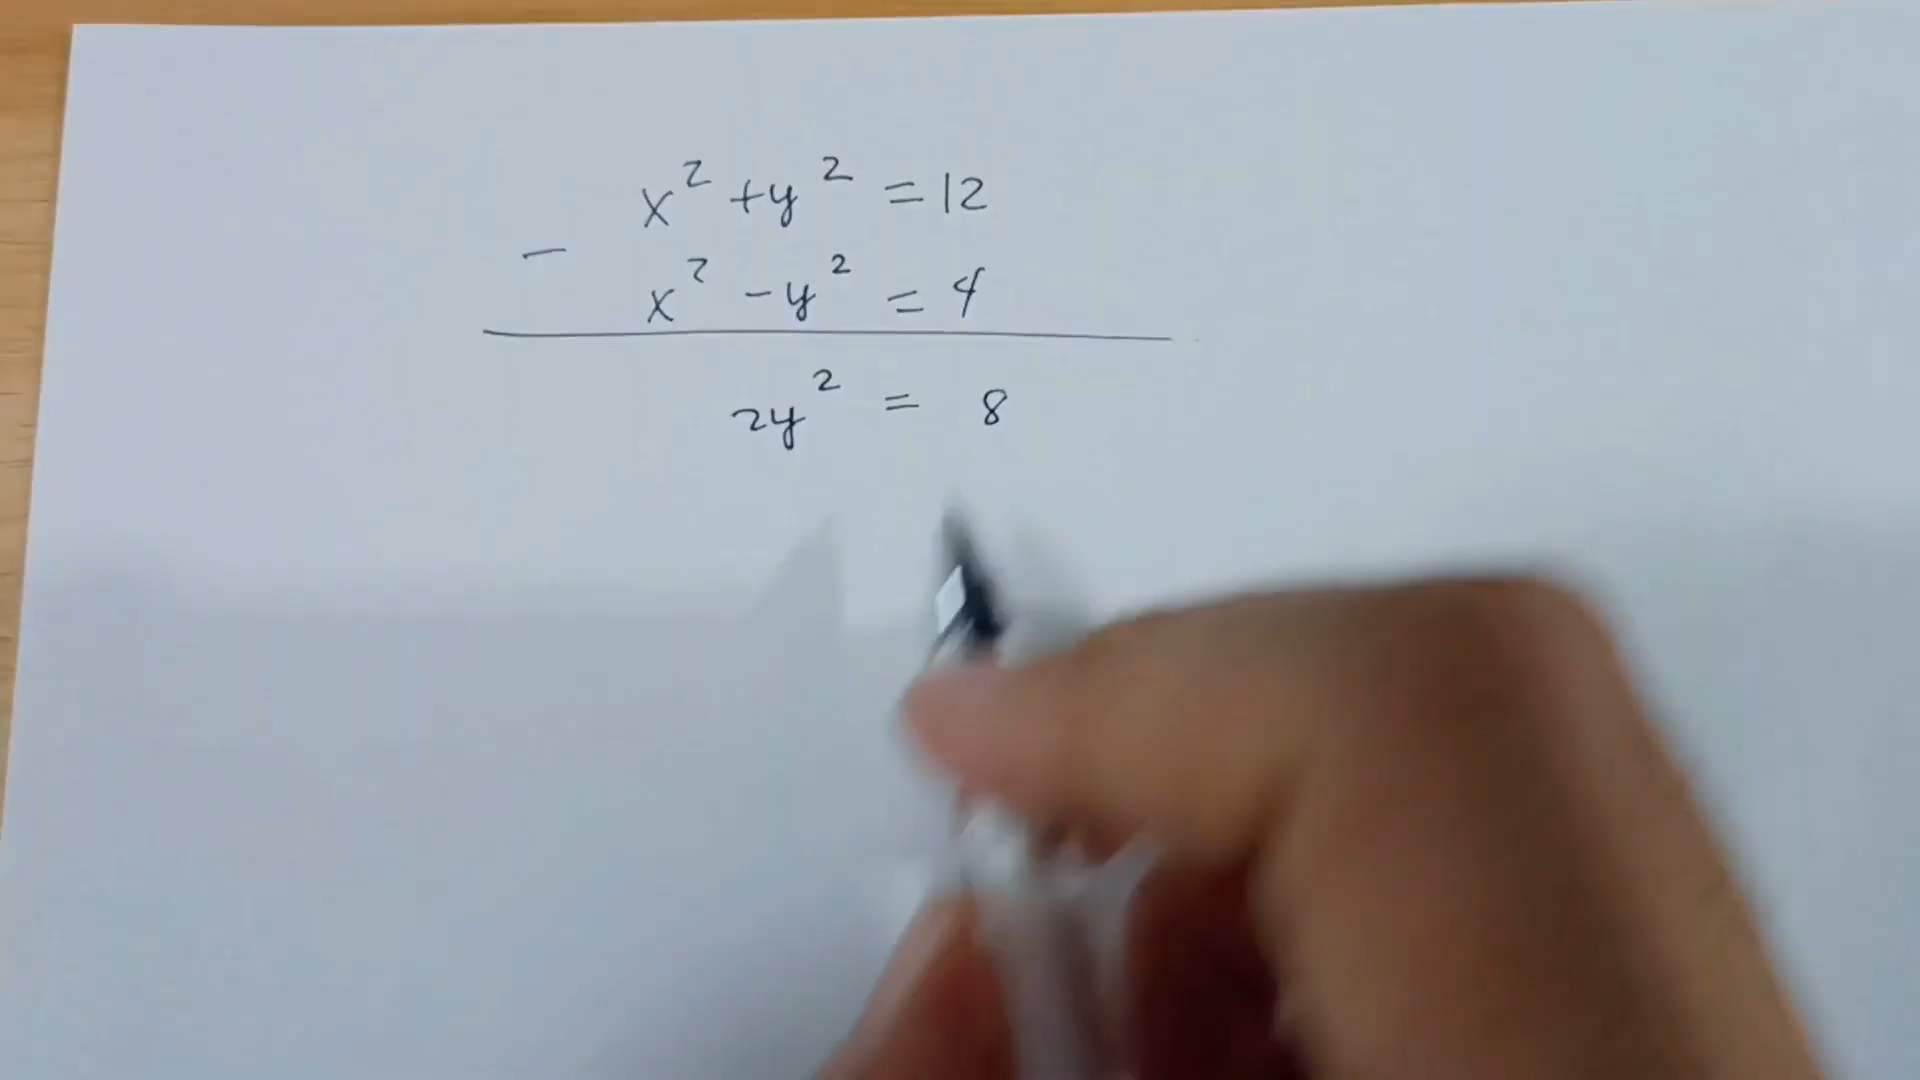 x² + y² = 12
−
x² − y² = 4
2y² = 8